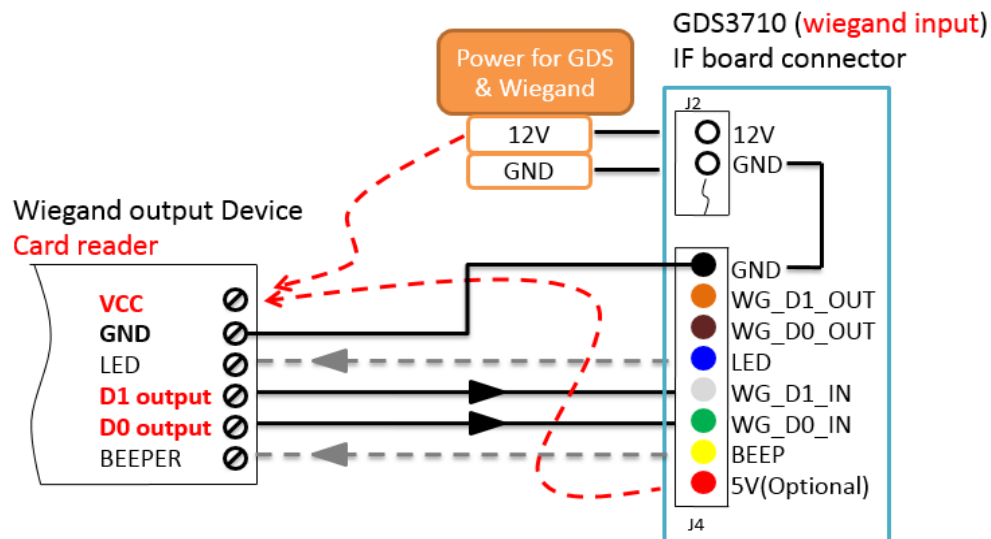 GDS3710 (wiegand input)
IF board connector
Power for GDS
& Wiegand
12V
GND
J2
12V
GND
Wiegand output Device
Card reader
VCC
GND
LED
D1 output
D0 output
BEEPER
GND
WG_D1_OUT
WG_D0_OUT
LED
WG_D1_IN
WG_D0_IN
BEEP
5V(Optional)
J4